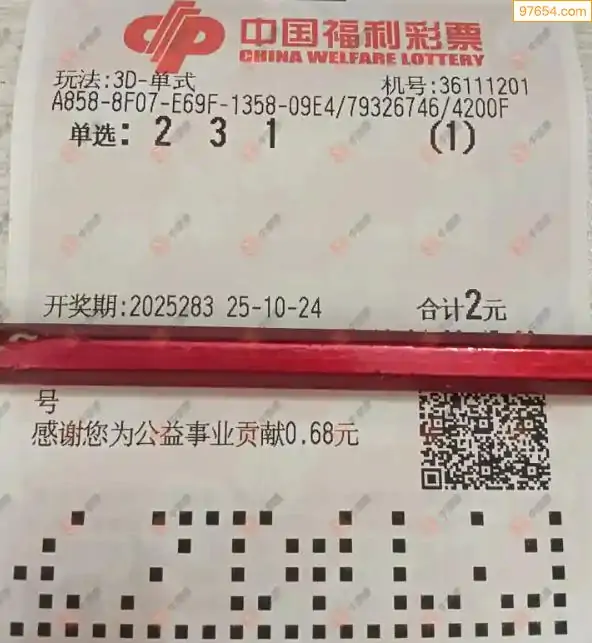 97654.com
中国福利彩票
CHINA WELFARE LOTTERY
玩法:3D-单式 机号:36111201
A858-8F07-E69F-1358-09E4/79326746/4200F
单选: 2 3 1 (1)
开奖期:2025283 25-10-24 合计2元
号
感谢您为公益事业贡献0.68元